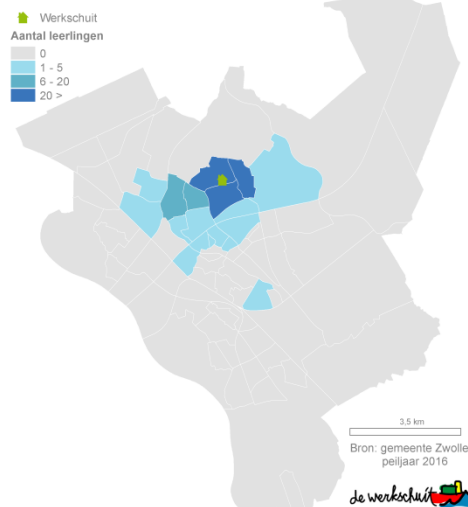 Werkschuit
Aantal leerlingen
0
1 - 5
6 - 20
20 >
3,5 km
Bron: gemeente Zwolle
peiljaar 2016
de werkschuit